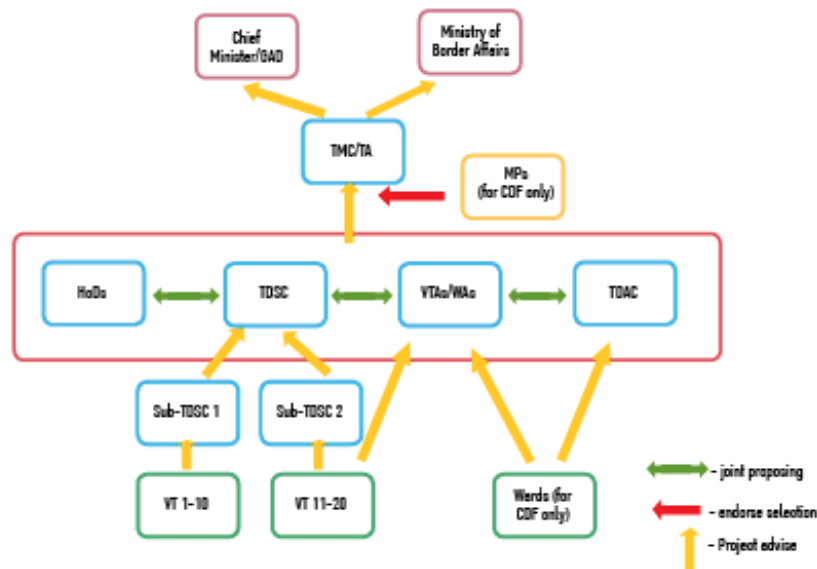 Chief
Minister/GAD
Ministry of
Border Affairs
TMC/TA
MPs
(for CDF only)
HoDs
TDSC
VTAs/WAs
TDAC
Sub-TDSC 1
Sub-TDSC 2
VT 1-10
VT 11-20
Werds (for
CDF only)
- joint proposing
- endorse selection
- Project advise